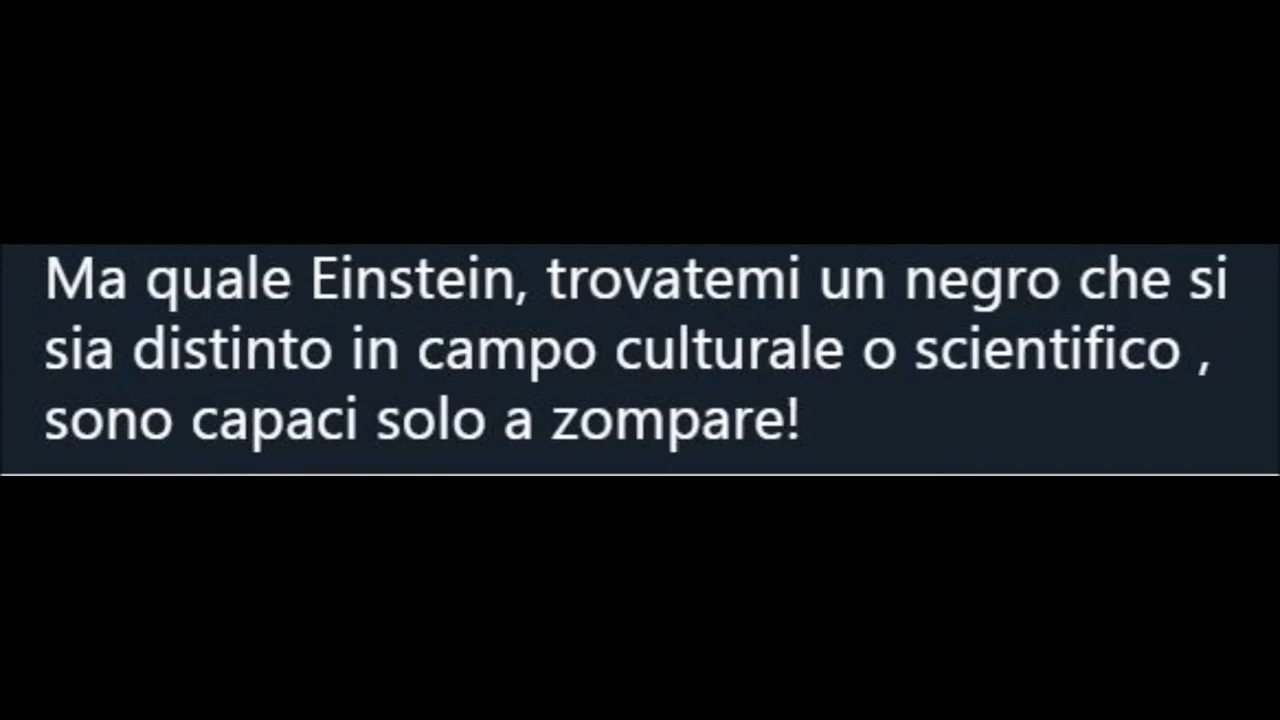 Ma quale Einstein, trovatemi un negro che si
sia distinto in campo culturale o scientifico ,
sono capaci solo a zompare!